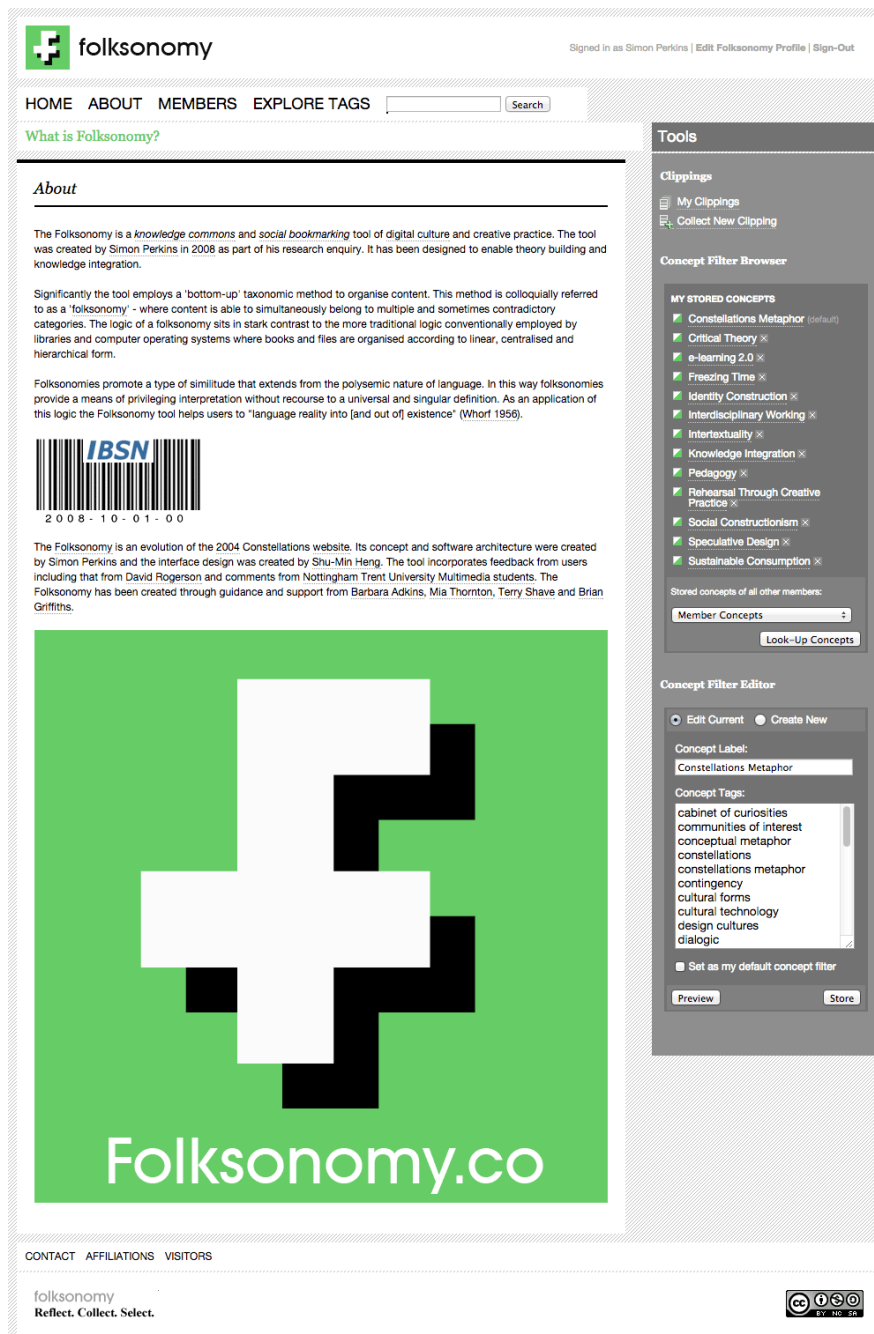 folksonomy
Signed in as Simon Perkins | Edit Folksonomy Profile | Sign-Out
HOME ABOUT MEMBERS EXPLORE TAGS Search
What is Folksonomy?
About
The Folksonomy is a knowledge commons and social bookmarking tool of digital culture and creative practice. The tool
was created by Simon Perkins in 2008 as part of his research enquiry. It has been designed to enable theory building and
knowledge integration.
Significantly the tool employs a 'bottom-up' taxonomic method to organise content. This method is colloquially referred
to as a 'folksonomy' - where content is able to simultaneously belong to multiple and sometimes contradictory
categories. The logic of a folksonomy sits in stark contrast to the more traditional logic conventionally employed by
libraries and computer operating systems where books and files are organised according to linear, centralised and
hierarchical form.
Folksonomies promote a type of similitude that extends from the polysemic nature of language. In this way folksonomies
provide a means of privileging interpretation without recourse to a universal and singular definition. As an application of
this logic the Folksonomy tool helps users to "language reality into [and out of] existence" (Whorf 1956).
IBSN
2008-10-01-00
The Folksonomy is an evolution of the 2004 Constellations website. Its concept and software architecture were created
by Simon Perkins and the interface design was created by Shu-Min Heng. The tool incorporates feedback from users
including that from David Rogerson and comments from Nottingham Trent University Multimedia students. The
Folksonomy has been created through guidance and support from Barbara Adkins, Mia Thornton, Terry Shave and Brian
Griffiths.
Folksonomy.co
Tools
Clippings
My Clippings
Collect New Clipping
Concept Filter Browser
MY STORED CONCEPTS
Constellations Metaphor (default)
Critical Theory
e-learning 2.0
Freezing Time
Identity Construction
Interdisciplinary Working
Intertextuality
Knowledge Integration
Pedagogy
Rehearsal Through Creative
Practice
Social Constructionism
Speculative Design
Sustainable Consumption
Stored concepts of all other members:
Member Concepts
Look-Up Concepts
Concept Filter Editor
Edit Current Create New
Concept Label:
Constellations Metaphor
Concept Tags:
cabinet of curiosities
communities of interest
conceptual metaphor
constellations
constellations metaphor
contingency
cultural forms
cultural technology
design cultures
dialogic
Set as my default concept filter
Preview Store
CONTACT AFFILIATIONS VISITORS
folksonomy
Reflect. Collect. Select.
cc BY NC SA